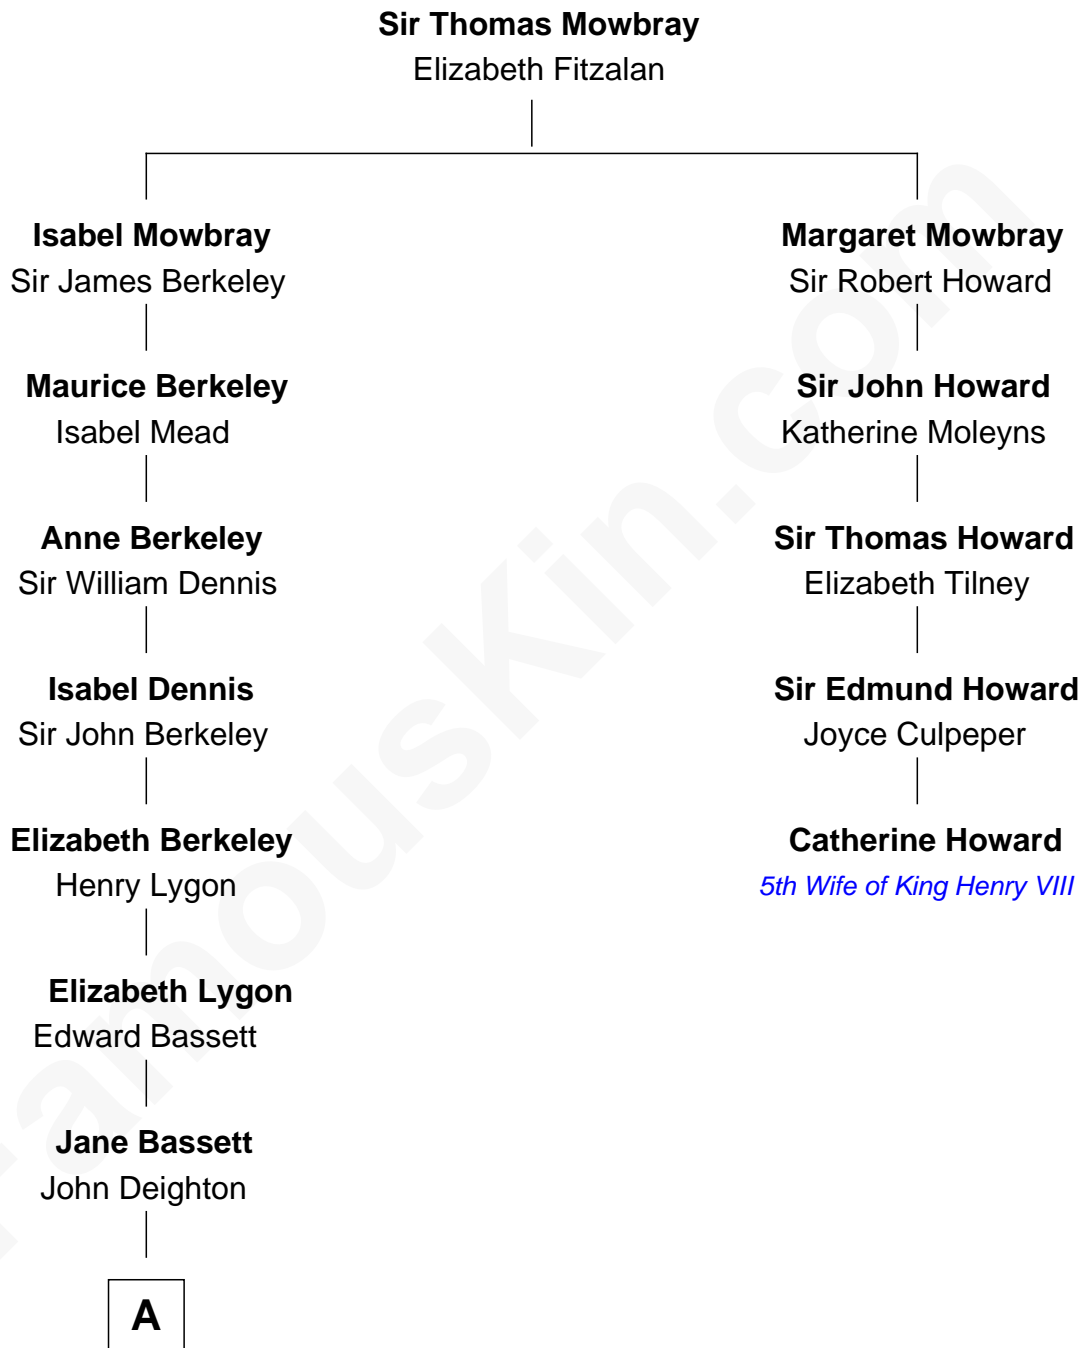 Sir Thomas Mowbray
Elizabeth Fitzalan
Isabel Mowbray
Sir James Berkeley
Margaret Mowbray
Sir Robert Howard
Maurice Berkeley
Isabel Mead
Sir John Howard
Katherine Moleyns
Anne Berkeley
Sir William Dennis
Sir Thomas Howard
Elizabeth Tilney
Isabel Dennis
Sir John Berkeley
Sir Edmund Howard
Joyce Culpeper
Elizabeth Berkeley
Henry Lygon
Catherine Howard
5th Wife of King Henry VIII
Elizabeth Lygon
Edward Bassett
Jane Bassett
John Deighton
A
FamousKin.com